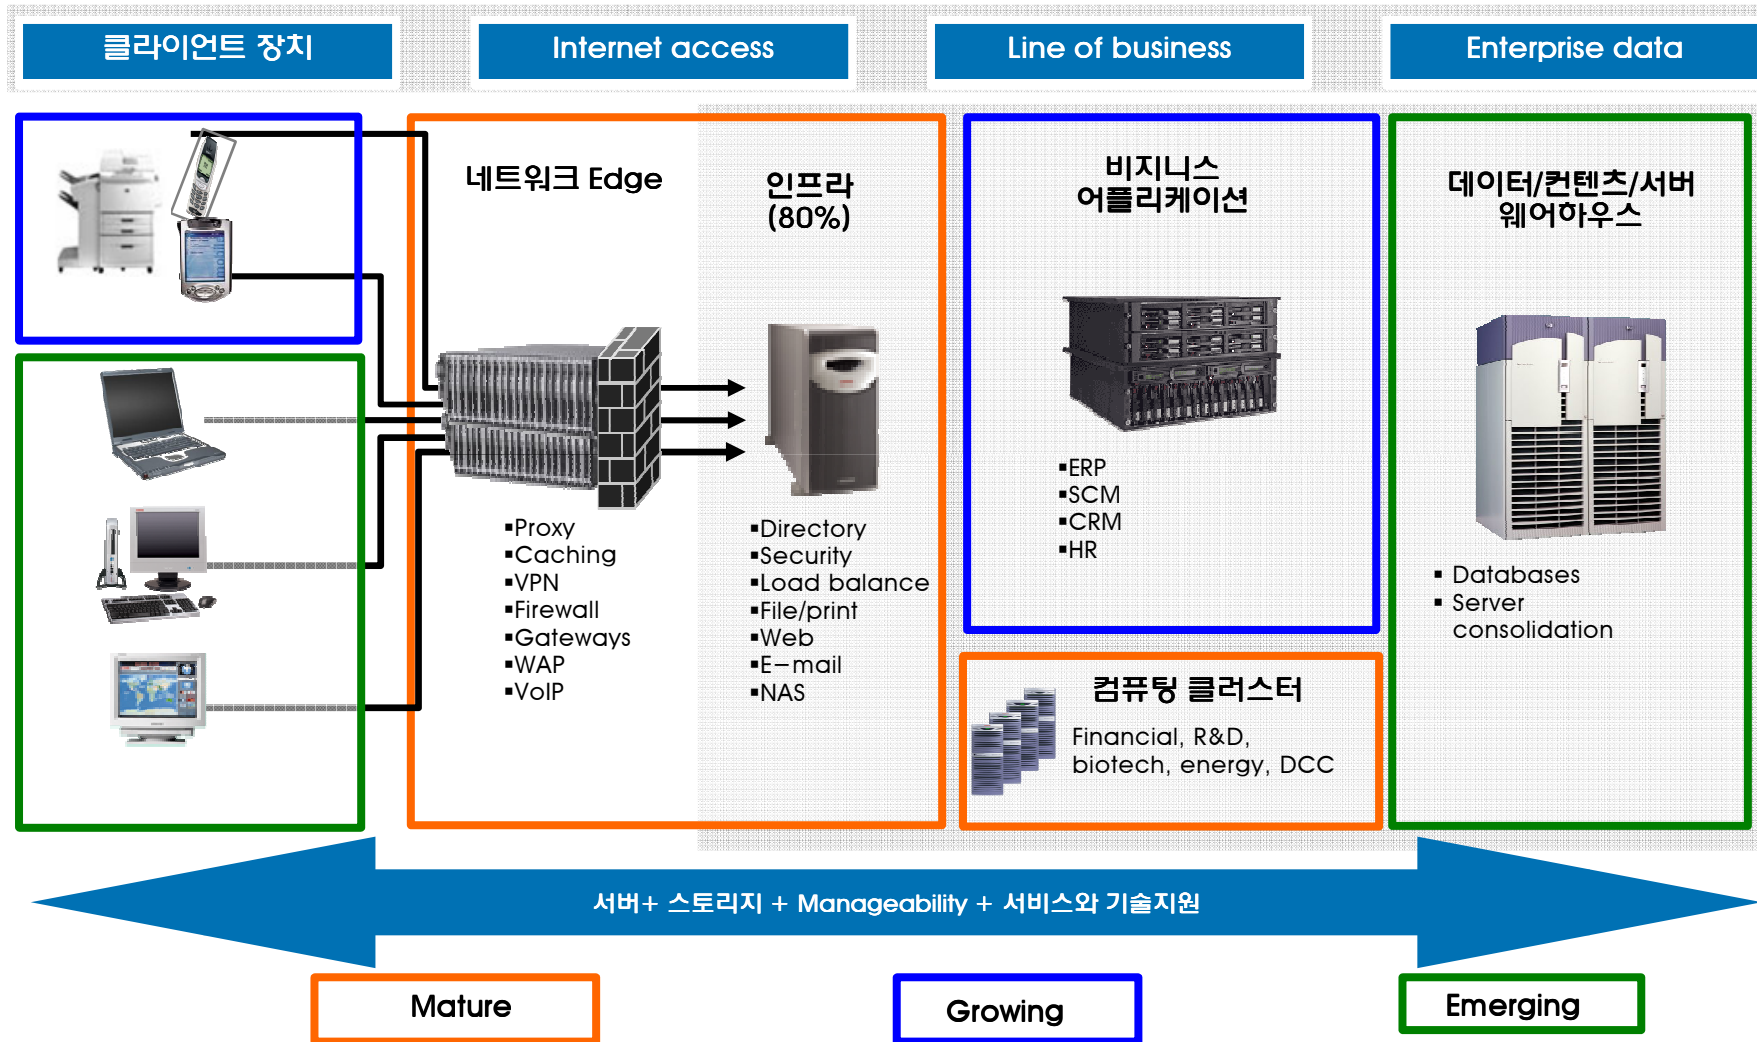 클라이언트 장치
Internet access
Line of business
Enterprise data
네트워크 Edge
▪Proxy
▪Caching
▪VPN
▪Firewall
▪Gateways
▪WAP
▪VoIP
인프라
(80%)
▪Directory
▪Security
▪Load balance
▪File/print
▪Web
▪E-mail
▪NAS
비지니스
어플리케이션
▪ERP
▪SCM
▪CRM
▪HR
컴퓨팅 클러스터
Financial, R&D,
biotech, energy, DCC
데이터/컨텐츠/서버
웨어하우스
▪ Databases
▪ Server
consolidation
서버+ 스토리지 + Manageability + 서비스와 기술지원
Mature
Growing
Emerging